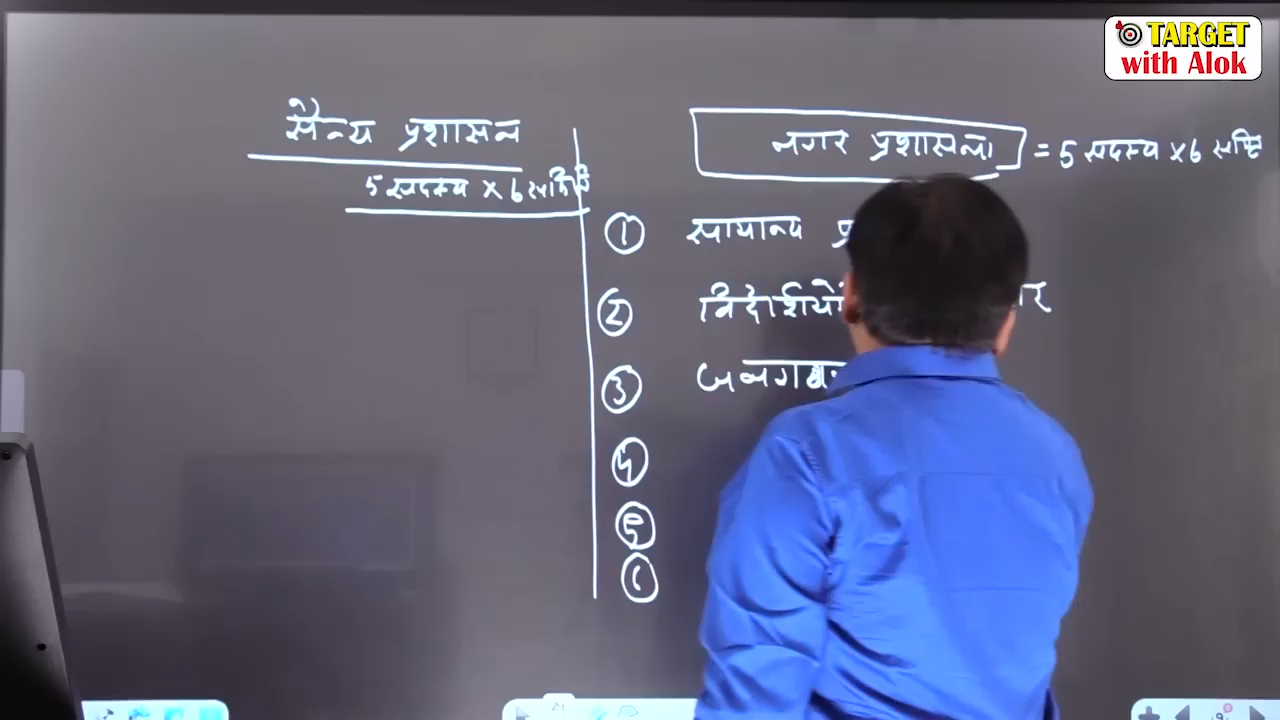 TARGET
with Alok
सैन्य प्रशासन
5 सदस्य × 6
नगर प्रशासन = 5 सदस्य × 6 समिति
① सामान्य
② विदेशियों
③
④
⑤
⑥